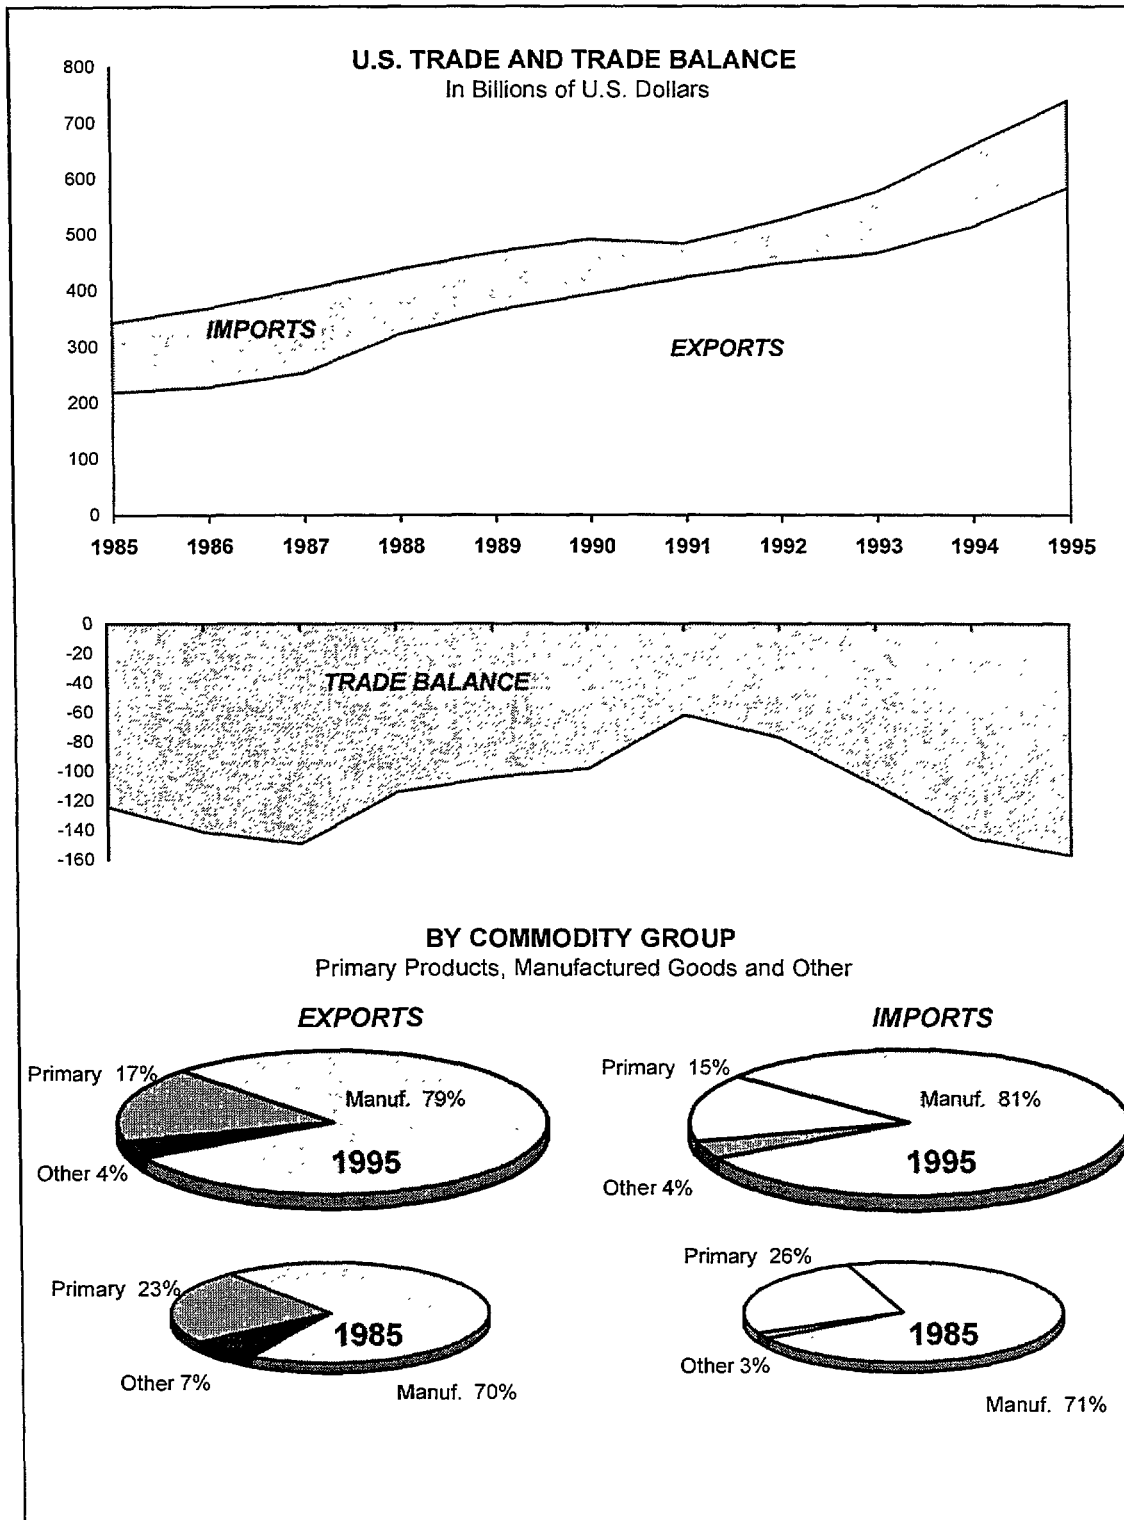 U.S. TRADE AND TRADE BALANCE
In Billions of U.S. Dollars
800
700
600
500
400
300
200
100
0
IMPORTS
EXPORTS
1985 1986 1987 1988 1989 1990 1991 1992 1993 1994 1995
0
-20
-40
-60
-80
-100
-120
-140
-160
TRADE BALANCE
BY COMMODITY GROUP
Primary Products, Manufactured Goods and Other
EXPORTS
Primary 17%
Manuf. 79%
1995
Other 4%
Primary 23%
1985
Other 7%
Manuf. 70%
IMPORTS
Primary 15%
Manuf. 81%
1995
Other 4%
Primary 26%
1985
Other 3%
Manuf. 71%